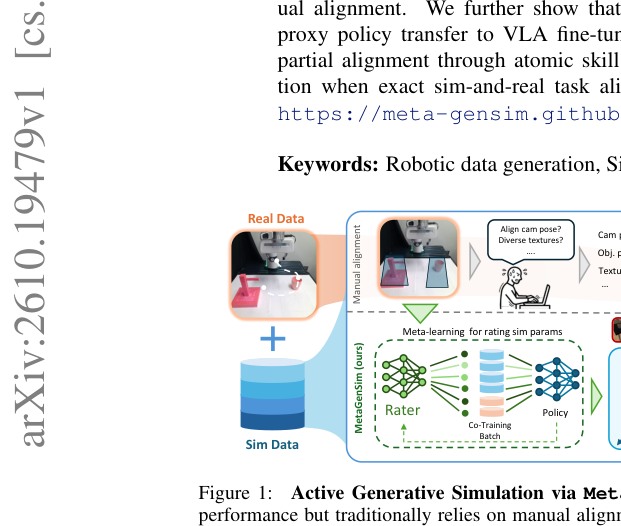 arXiv:2610.19479v1 [cs.
ual alignment. We further show that
proxy policy transfer to VLA fine-tun
partial alignment through atomic skill
tion when exact sim-and-real task ali
https://meta-gensim.github
Keywords: Robotic data generation, Si
Real Data
Manual alignment
Align cam pose?
Diverse textures?
....
Cam p
Obj. p
Textu
...
+
Sim Data
Meta-learning for rating sim params
MetaGenSim (ours)
Rater
Co-Training
Batch
Policy
Figure 1: Active Generative Simulation via Met
performance but traditionally relies on manual alignm